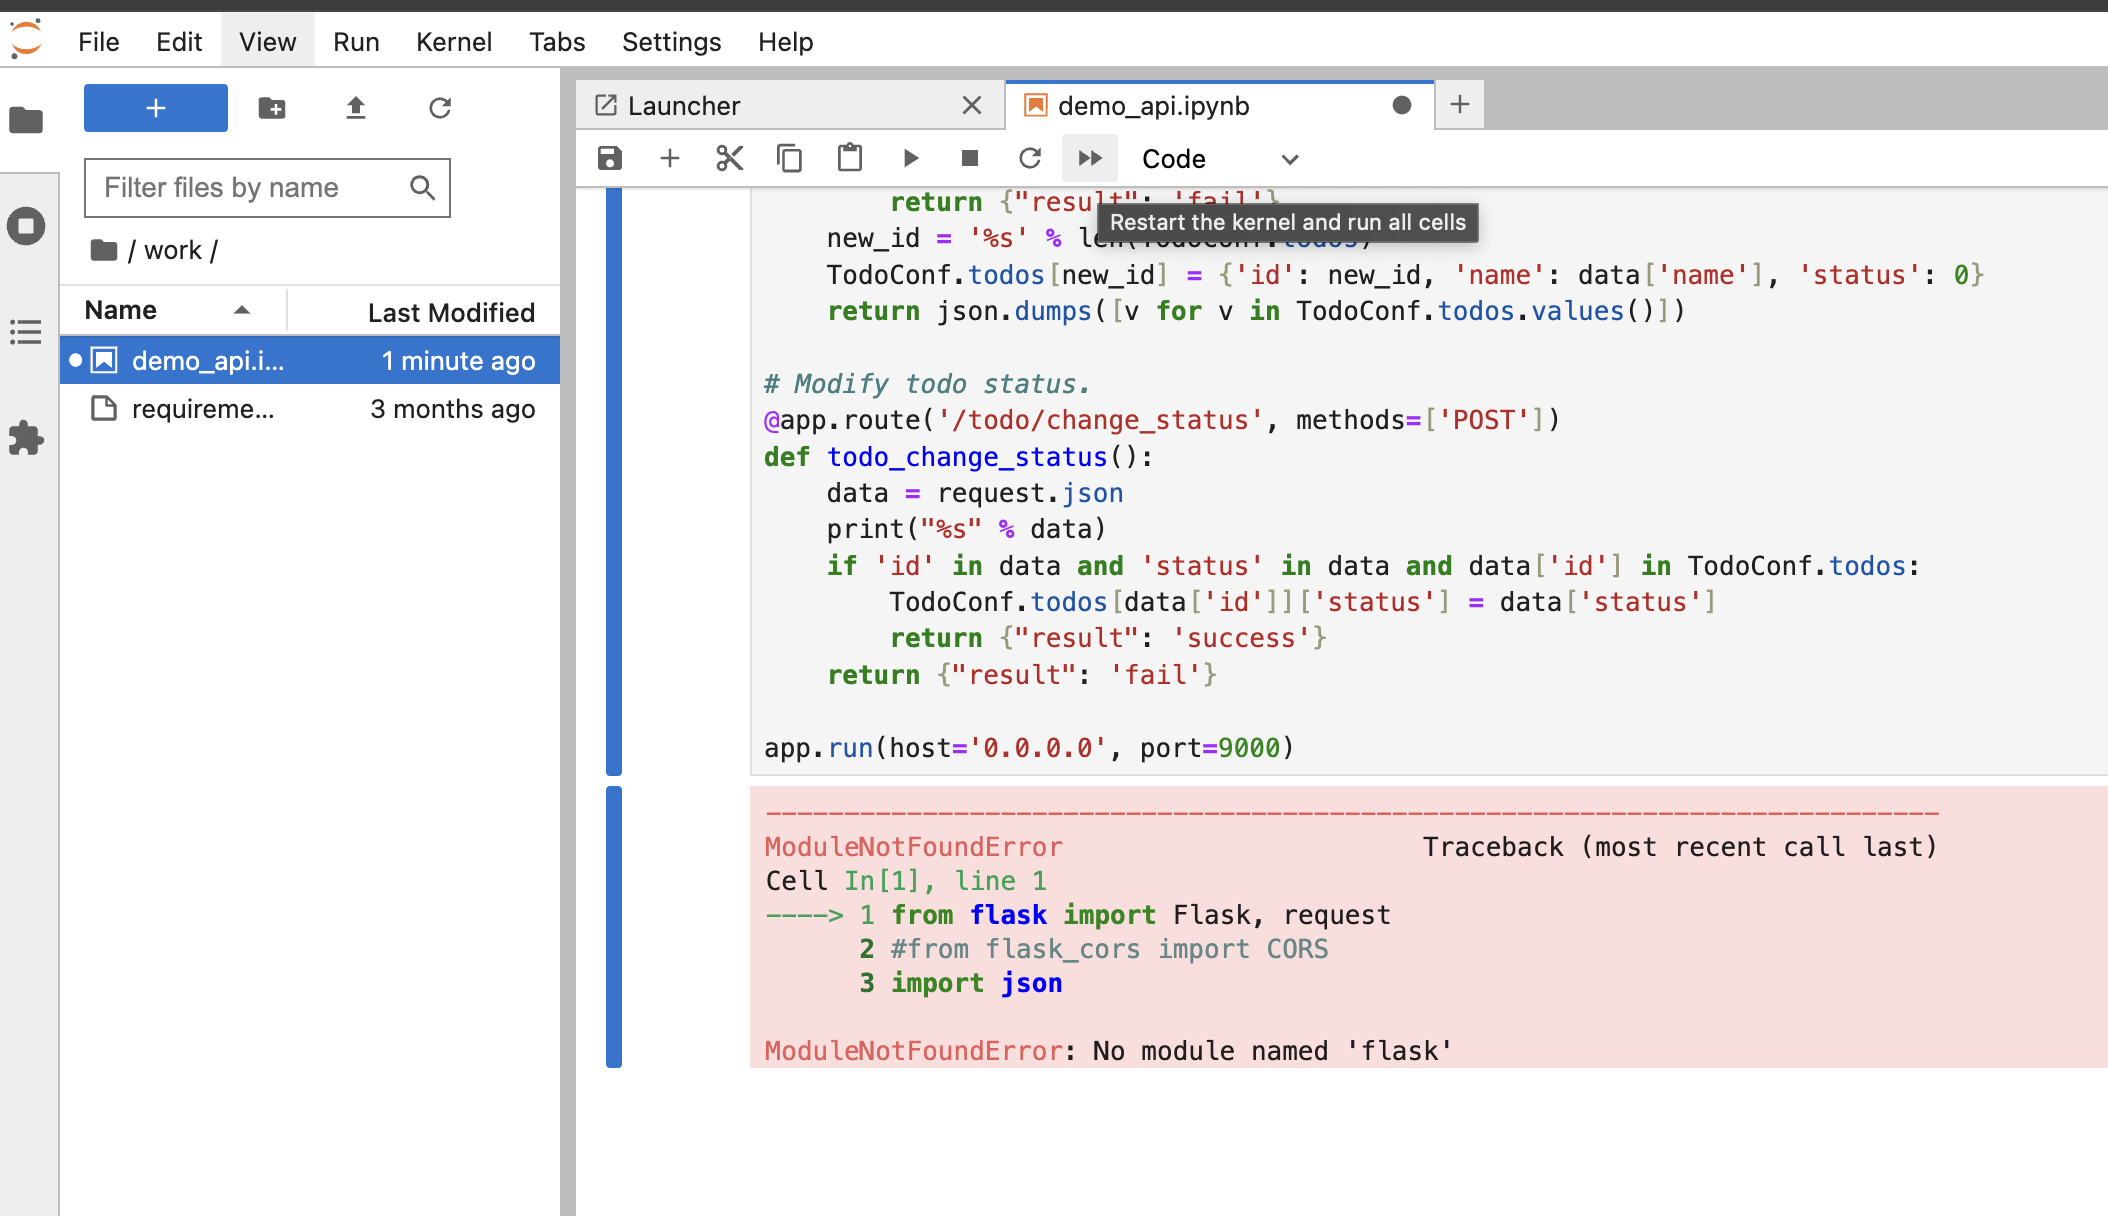 File Edit View Run Kernel Tabs Settings Help
Launcher
demo_api.ipynb
Filter files by name
/ work /
Name Last Modified
demo_api.i... 1 minute ago
requireme... 3 months ago
Code
Restart the kernel and run all cells
return {"result": 'fail'}
new_id = '%s' % len(TodoConf.todos)
TodoConf.todos[new_id] = {'id': new_id, 'name': data['name'], 'status': 0}
return json.dumps([v for v in TodoConf.todos.values()])
# Modify todo status.
@app.route('/todo/change_status', methods=['POST'])
def todo_change_status():
data = request.json
print("%s" % data)
if 'id' in data and 'status' in data and data['id'] in TodoConf.todos:
TodoConf.todos[data['id']]['status'] = data['status']
return {"result": 'success'}
return {"result": 'fail'}
app.run(host='0.0.0.0', port=9000)
---------------------------------------------------------------------------
ModuleNotFoundError Traceback (most recent call last)
Cell In[1], line 1
----> 1 from flask import Flask, request
2 #from flask_cors import CORS
3 import json
ModuleNotFoundError: No module named 'flask'